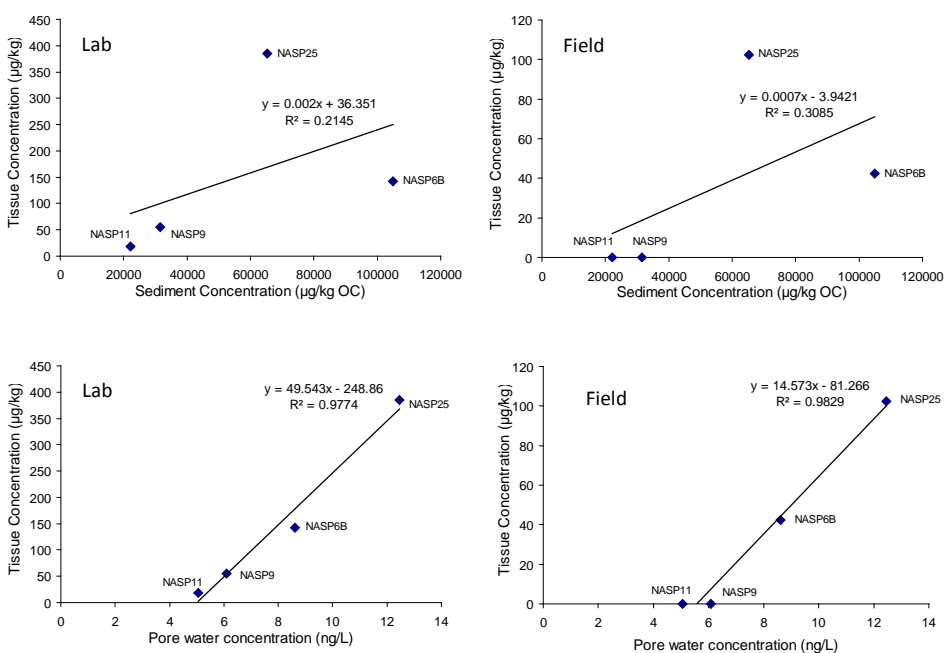 Lab
Tissue Concentration (µg/kg)
450
400
350
300
250
200
150
100
50
0
NASP25
y = 0.002x + 36.351
R² = 0.2145
NASP6B
NASP11
NASP9
0 20000 40000 60000 80000 100000 120000
Sediment Concentration (µg/kg OC)
Field
Tissue Concentration (µg/kg)
120
100
80
60
40
20
0
NASP25
y = 0.0007x - 3.9421
R² = 0.3085
NASP6B
NASP11
NASP9
0 20000 40000 60000 80000 100000 120000
Sediment Concentration (µg/kg OC)
Lab
Tissue Concentration (µg/kg)
450
400
350
300
250
200
150
100
50
0
y = 49.543x - 248.86
R² = 0.9774
NASP25
NASP6B
NASP11
NASP9
0 2 4 6 8 10 12 14
Pore water concentration (ng/L)
Field
Tissue Concentration (µg/kg)
120
100
80
60
40
20
0
y = 14.573x - 81.266
R² = 0.9829
NASP25
NASP6B
NASP11
NASP9
0 2 4 6 8 10 12 14
Pore water concentration (ng/L)